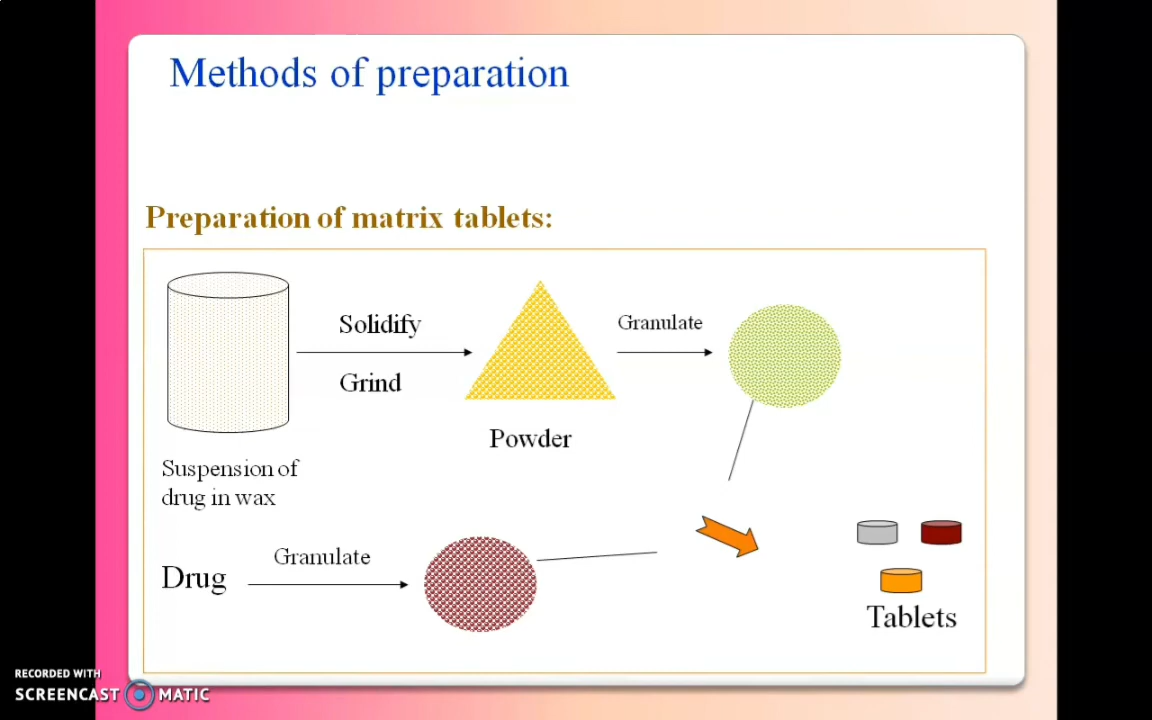 Methods of preparation
Preparation of matrix tablets:
Solidify
Grind
Granulate
Powder
Suspension of
drug in wax
Drug
Granulate
Tablets
RECORDED WITH
SCREENCAST MATIC